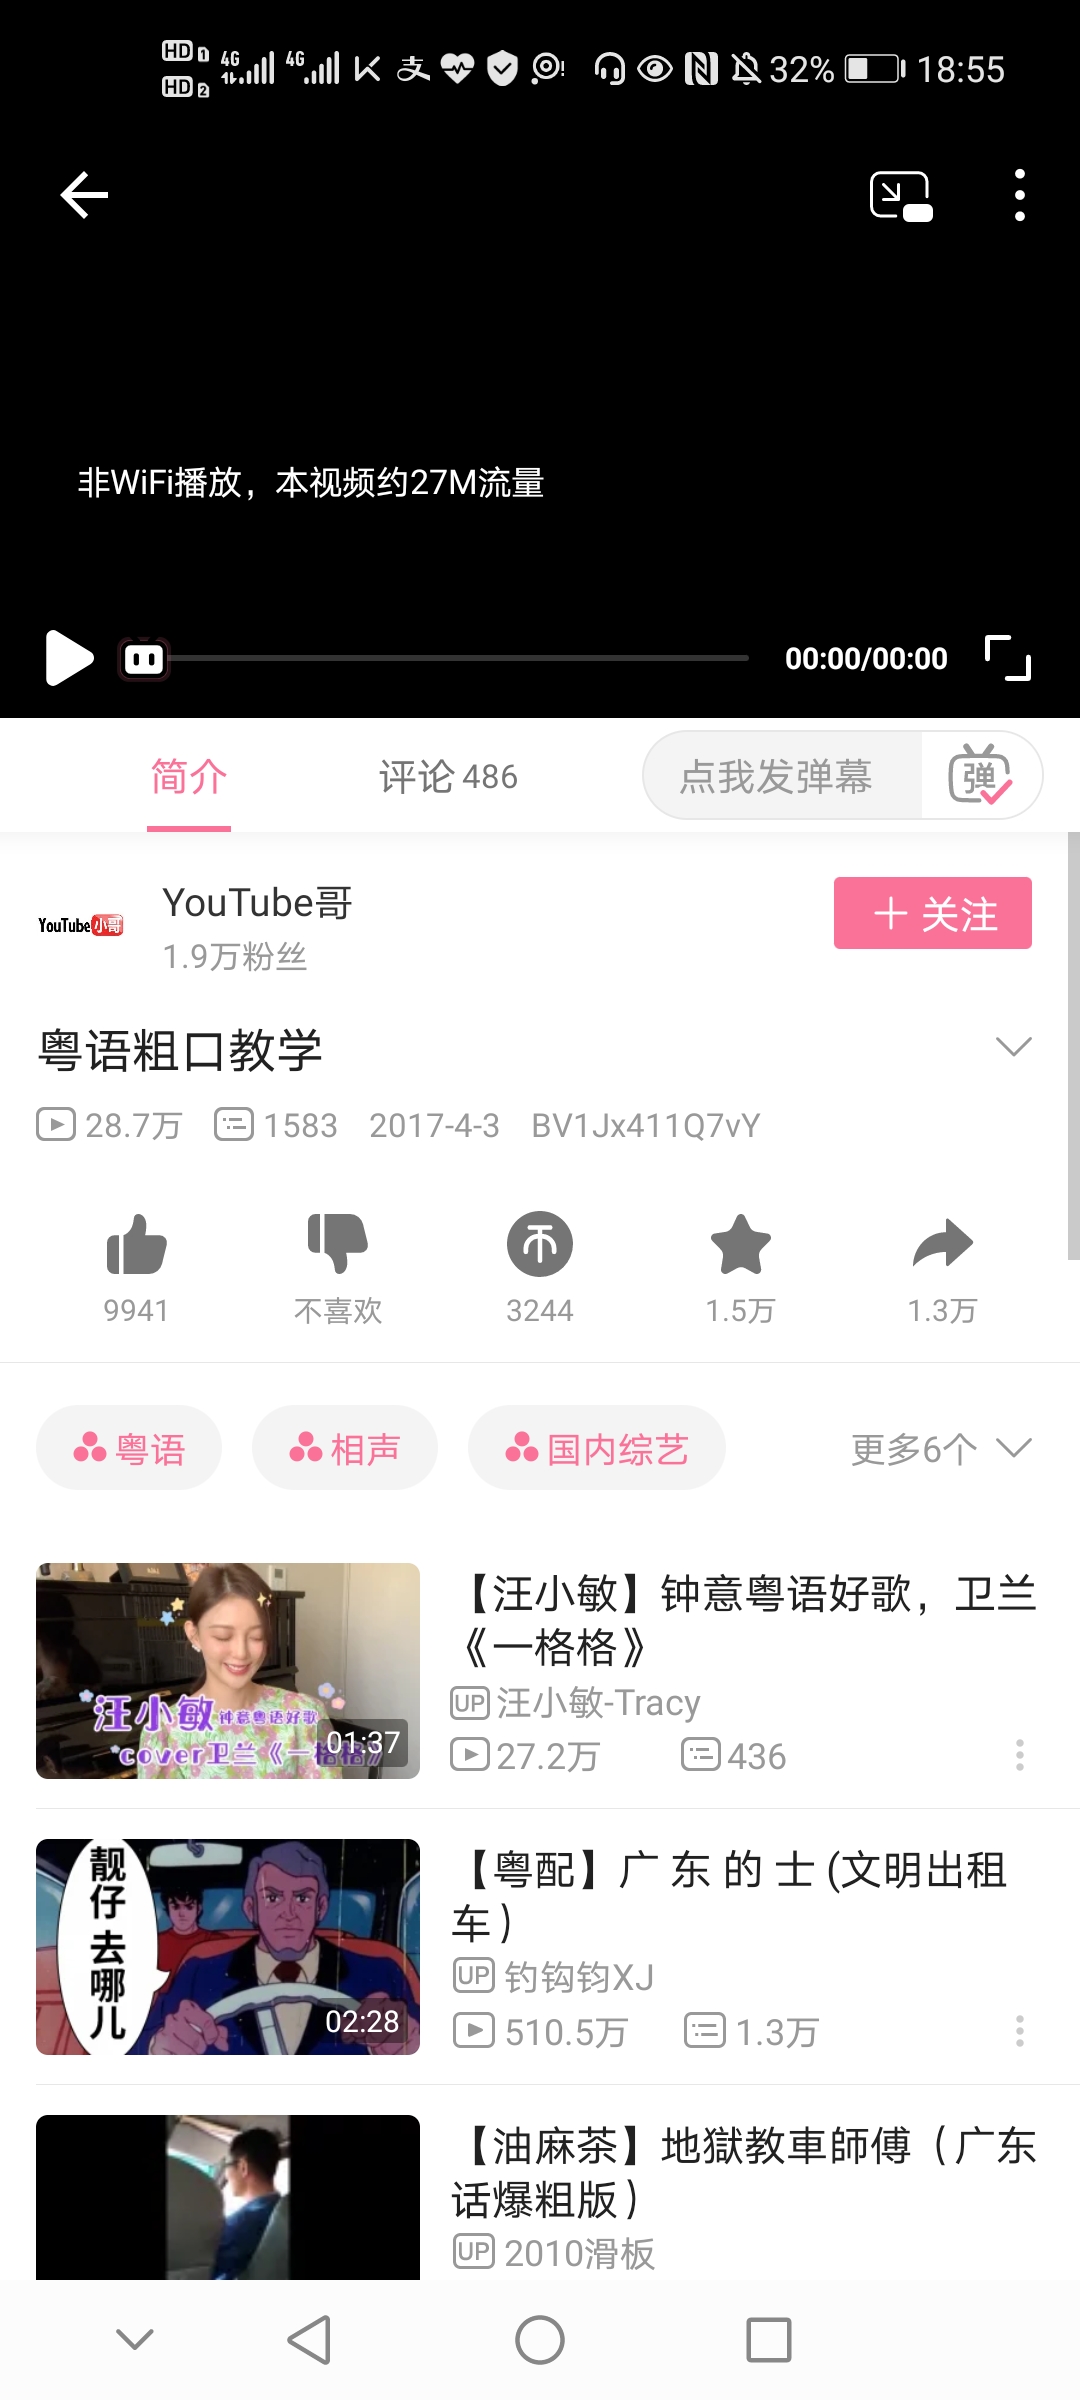 HD 1 4G 4G 32% 18:55
HD 2
非WiFi播放，本视频约27M流量
00:00/00:00
简介 评论 486 点我发弹幕 弹
YouTube小哥 YouTube哥
1.9万粉丝
+ 关注
粤语粗口教学
28.7万 1583 2017-4-3 BV1Jx411Q7vY
9941 不喜欢 3244 1.5万 1.3万
粤语 相声 国内综艺 更多6个
汪小敏 钟意粤语好歌
cover卫兰《一格格》
01:37
【汪小敏】钟意粤语好歌，卫兰
《一格格》
UP 汪小敏-Tracy
27.2万 436
靓仔去哪儿
02:28
【粤配】广 东 的 士 (文明出租
车)
UP 钓钩钧XJ
510.5万 1.3万
【油麻茶】地獄教車師傅（广东
话爆粗版）
UP 2010滑板